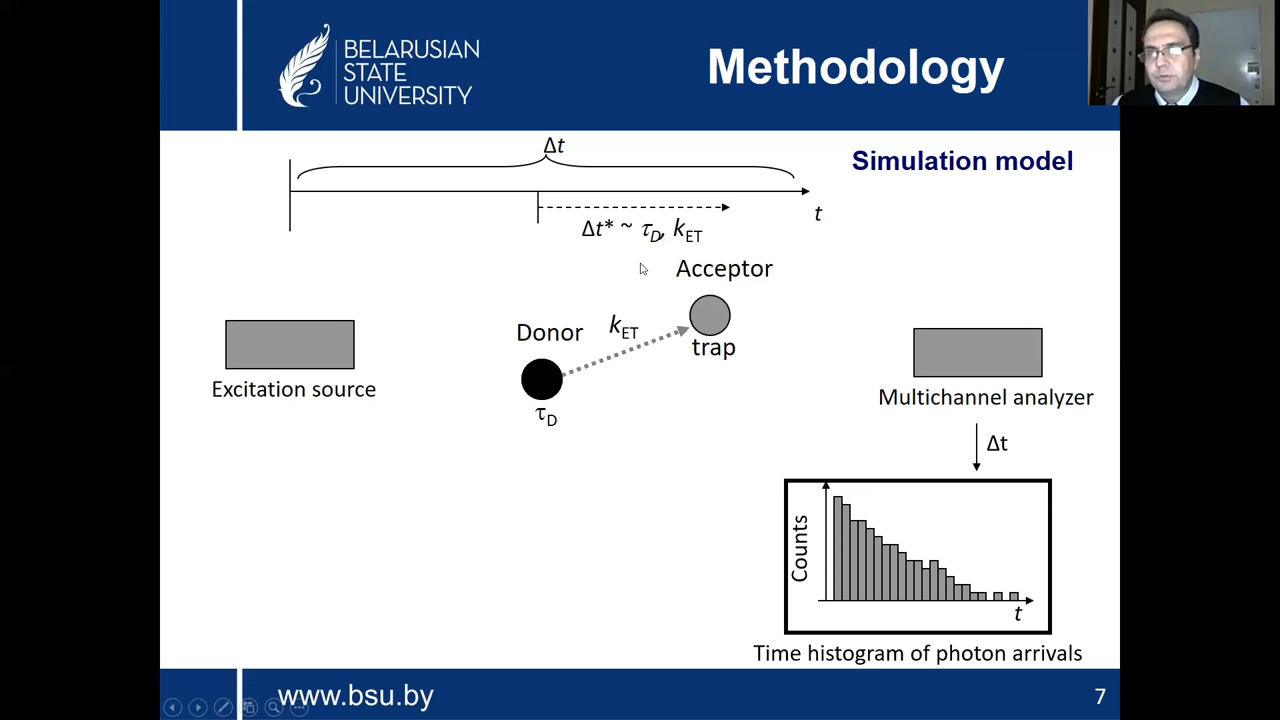 BELARUSIAN
STATE
UNIVERSITY
Methodology
Simulation model
Δt
t
Δt* ~ τD, kET
Acceptor
Donor
kET
trap
τD
Excitation source
Multichannel analyzer
Δt
Counts
t
Time histogram of photon arrivals
www.bsu.by
7